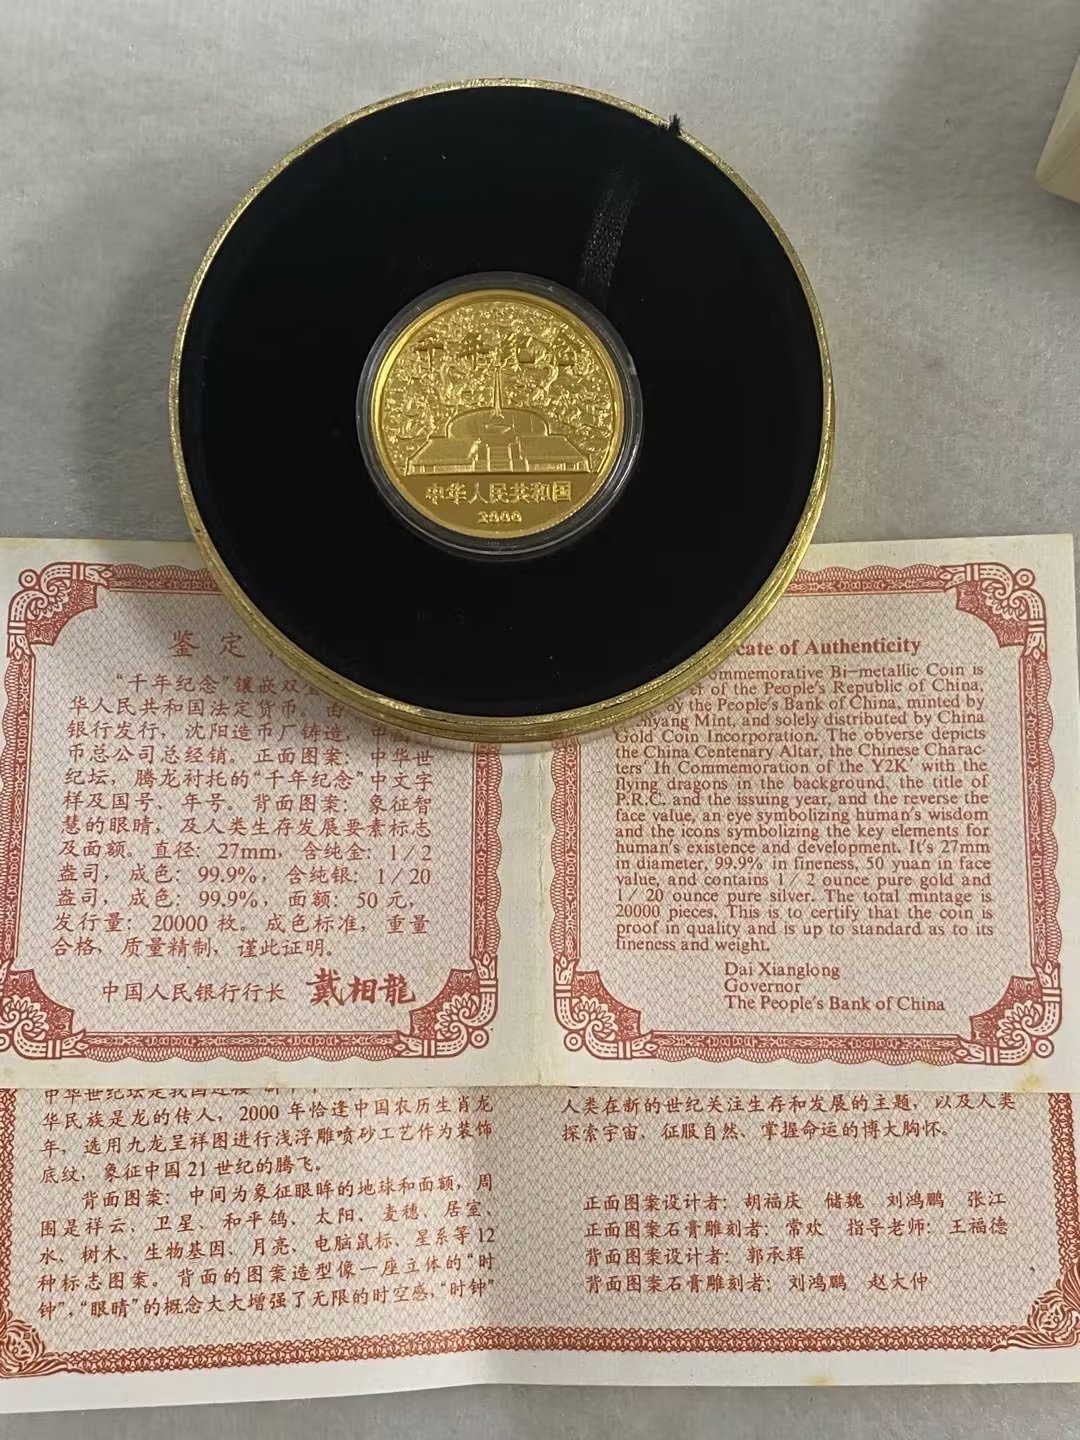 中华人民共和国
2000
鉴定
“千年纪念”镶嵌双金
华人民共和国法定货币。由
银行发行,沈阳造币厂铸造,中国
币总公司总经销。正面图案:中华世
纪坛,腾龙衬托的“千年纪念”中文字
样及国号、年号。背面图案:象征智
慧的眼睛,及人类生存发展要素标志
及面额。直径:27mm,含纯金:1/2
盎司,成色:99.9%,含纯银:1/20
盎司,成色:99.9%,面额:50元,
发行量:20000枚。成色标准,重量
合格,质量精制,谨此证明。
中国人民银行行长 戴相龍
cate of Authenticity
ommemorative Bi-metallic Coin is
er of the People's Republic of China,
by the People's Bank of China, minted by
nyang Mint, and solely distributed by China
Gold Coin Incorporation. The obverse depicts
the China Centenary Altar, the Chinese Charac-
ters' In Commemoration of the Y2K' with the
flying dragons in the background, the title of
P.R.C. and the issuing year, and the reverse the
face value, an eye symbolizing human's wisdom
and the icons symbolizing the key elements for
human's existence and development. It's 27mm
in diameter, 99.9% in fineness, 50 yuan in face
value, and contains 1/2 ounce pure gold and
1/20 ounce pure silver. The total mintage is
20000 pieces. This is to certify that the coin is
proof in quality and is up to standard as to its
fineness and weight.
Dai Xianglong
Governor
The People's Bank of China
中华世纪坛是我国迎接
华民族是龙的传人,2000年恰逢中国农历生肖龙
年,选用九龙呈祥图进行浅浮雕喷砂工艺作为装饰
底纹,象征中国21世纪的腾飞。
背面图案:中间为象征眼眸的地球和面额,周
围是祥云、卫星、和平鸽、太阳、麦穗、居室、
水、树木、生物基因、月亮、电脑鼠标、星系等12
种标志图案。背面的图案造型像一座立体的“时
钟”,“眼睛”的概念大大增强了无限的时空感,“时钟”
人类在新的世纪关注生存和发展的主题,以及人类
探索宇宙、征服自然、掌握命运的博大胸怀。
正面图案设计者:胡福庆 储魏 刘鸿鹏 张江
正面图案石膏雕刻者:常欢 指导老师:王福德
背面图案设计者:郭承辉
背面图案石膏雕刻者:刘鸿鹏 赵大仲